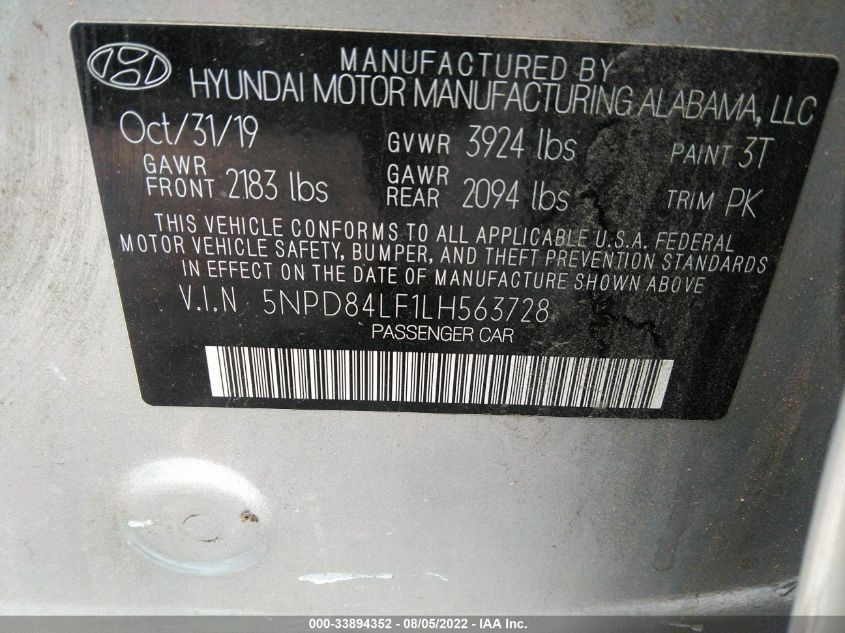 MANUFACTURED BY
HYUNDAI MOTOR MANUFACTURING ALABAMA, LLC
Oct/31/19 GVWR 3924 lbs PAINT 3T
GAWR FRONT 2183 lbs GAWR REAR 2094 lbs TRIM PK
THIS VEHICLE CONFORMS TO ALL APPLICABLE U.S.A. FEDERAL
MOTOR VEHICLE SAFETY, BUMPER, AND THEFT PREVENTION STANDARDS
IN EFFECT ON THE DATE OF MANUFACTURE SHOWN ABOVE.
V.I.N 5NPD84LF1LH563728
PASSENGER CAR
000-33894352 - 08/05/2022 - IAA Inc.